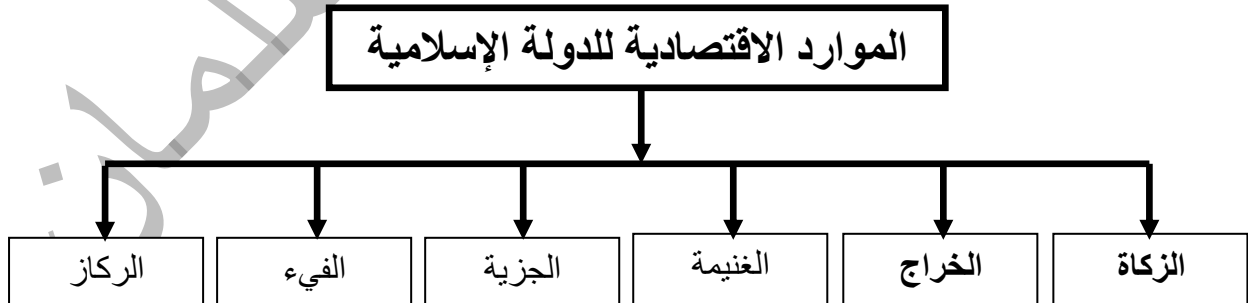 الموارد الاقتصادية للدولة الإسلامية
الزكاة
الخراج
الغنيمة
الجزية
الفيء
الركاز